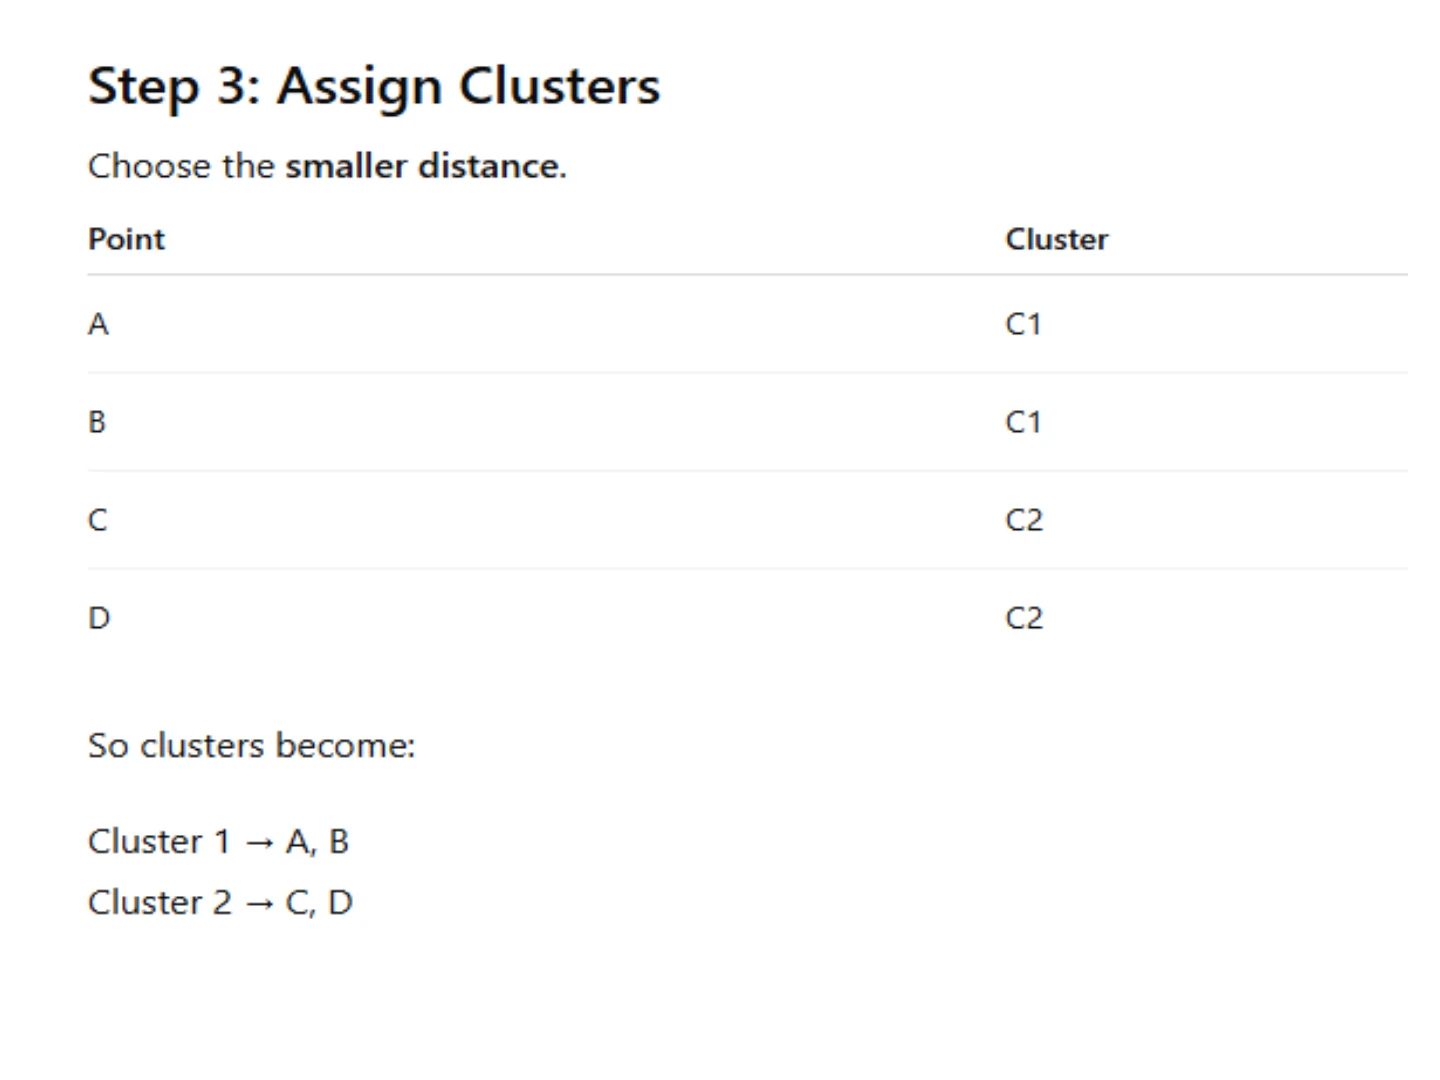 Step 3: Assign Clusters
Choose the smaller distance.
Point Cluster
A C1
B C1
C C2
D C2
So clusters become:
Cluster 1 → A, B
Cluster 2 → C, D